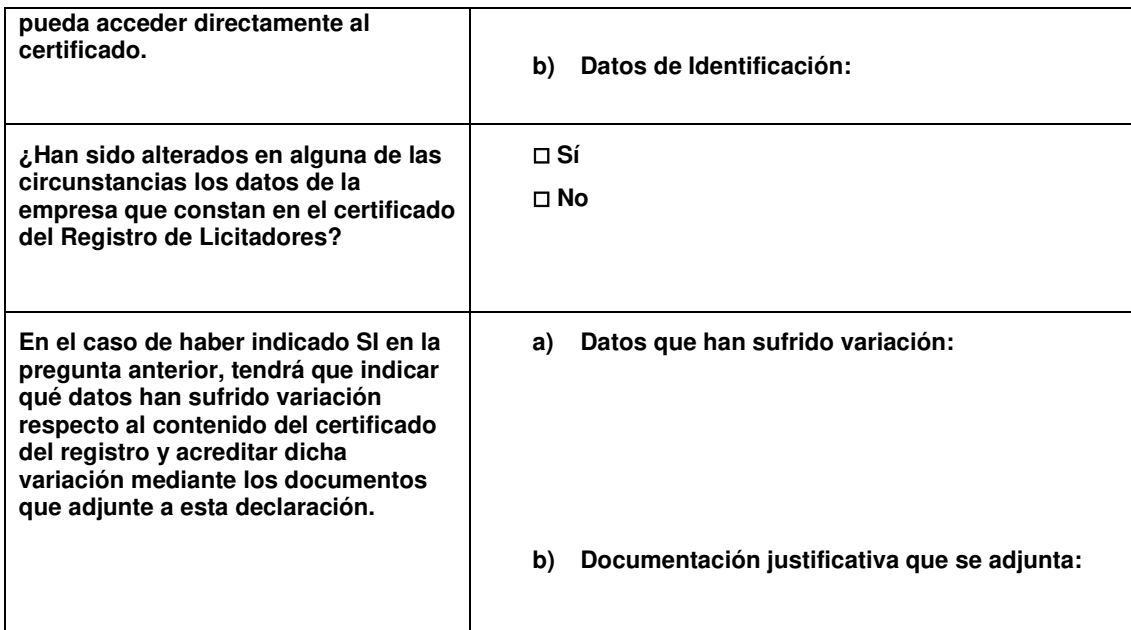 pueda acceder directamente al
certificado.
b) Datos de Identificación:
¿Han sido alterados en alguna de las
circunstancias los datos de la
empresa que constan en el certificado
del Registro de Licitadores?
□ Sí
□ No
En el caso de haber indicado SI en la
pregunta anterior, tendrá que indicar
qué datos han sufrido variación
respecto al contenido del certificado
del registro y acreditar dicha
variación mediante los documentos
que adjunte a esta declaración.
a) Datos que han sufrido variación:
b) Documentación justificativa que se adjunta: